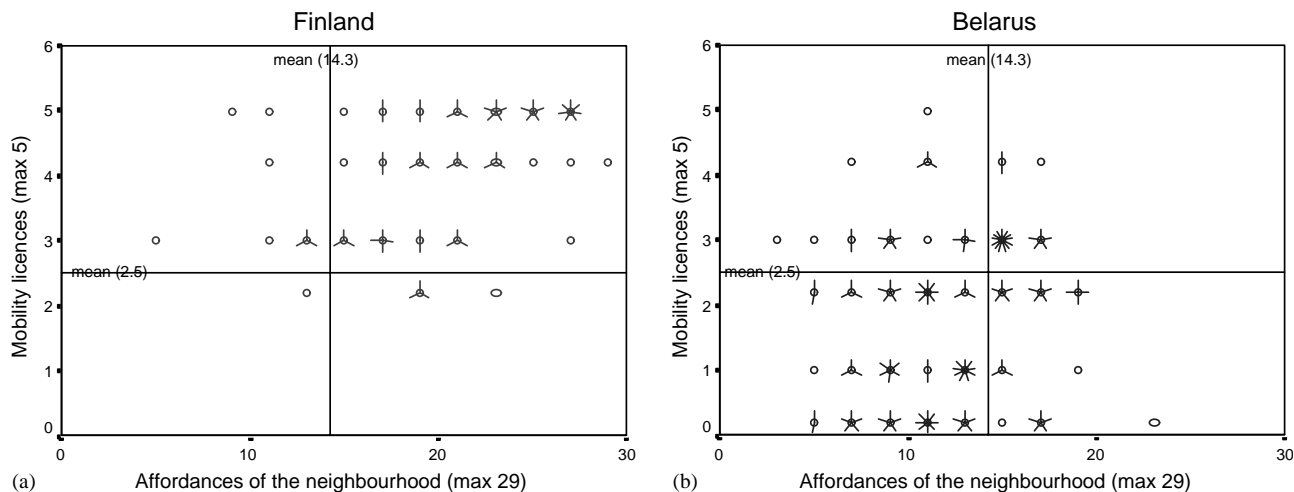 Finland
6
5
4
3
2
1
0
mean (14.3)
mean (2.5)
Mobility licences (max 5)
0 10 20 30
(a) Affordances of the neighbourhood (max 29)
Belarus
6
5
4
3
2
1
0
mean (14.3)
mean (2.5)
Mobility licences (max 5)
0 10 20 30
(b) Affordances of the neighbourhood (max 29)